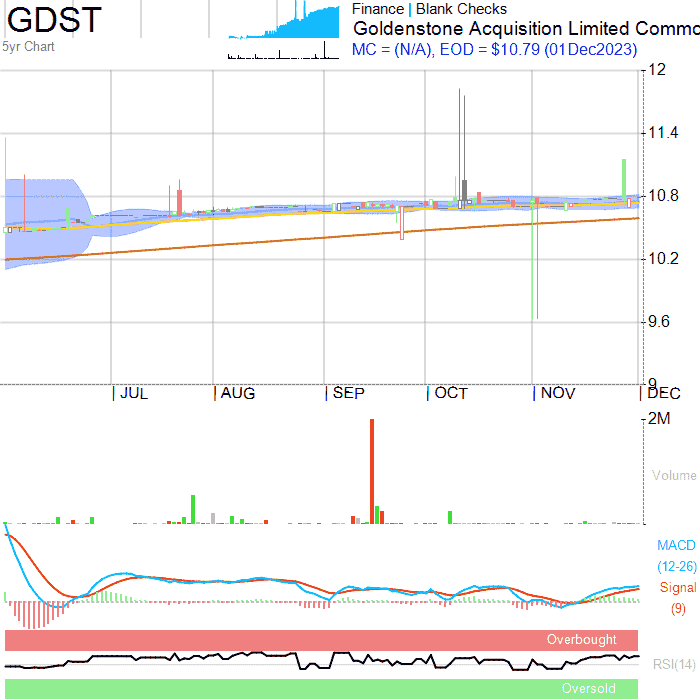 GDST
5yr Chart
Finance | Blank Checks
Goldenstone Acquisition Limited Commo
MC = (N/A), EOD = $10.79 (01Dec2023)
12
11.4
10.8
10.2
9.6
9
JUL AUG SEP OCT NOV DEC
2M
Volume
MACD
(12-26)
Signal
(9)
Overbought
RSI(14)
Oversold